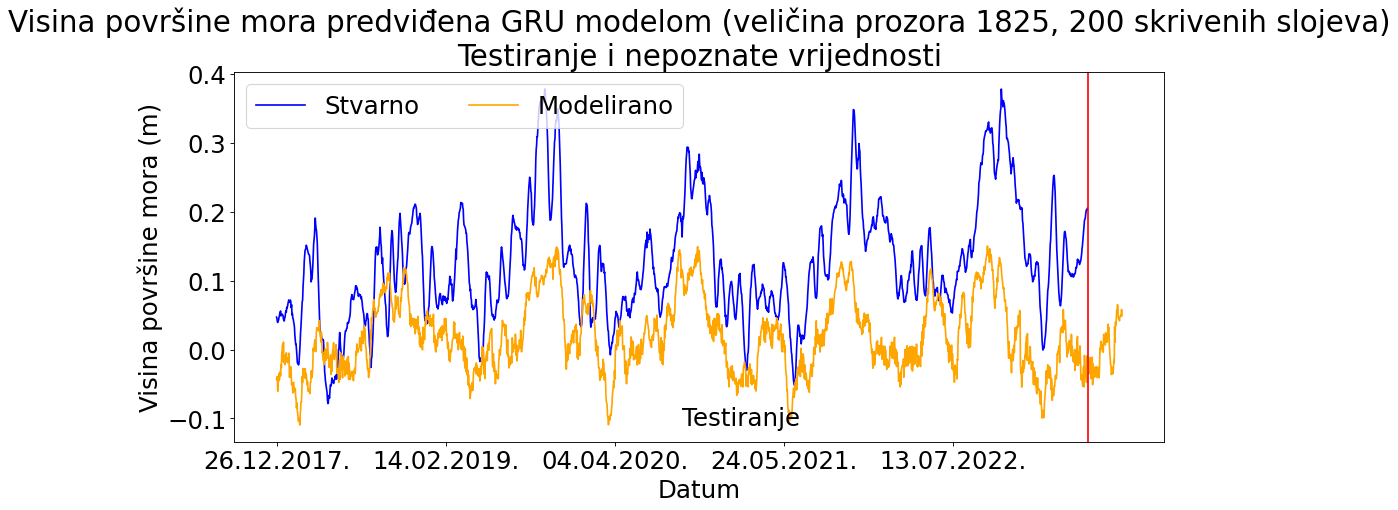 Visina površine mora predviđena GRU modelom (veličina prozora 1825, 200 skrivenih slojeva)
Testiranje i nepoznate vrijednosti
Stvarno
Modelirano
Visina površine mora (m)
0.4
0.3
0.2
0.1
0.0
−0.1
Testiranje
26.12.2017.
14.02.2019.
04.04.2020.
24.05.2021.
13.07.2022.
Datum